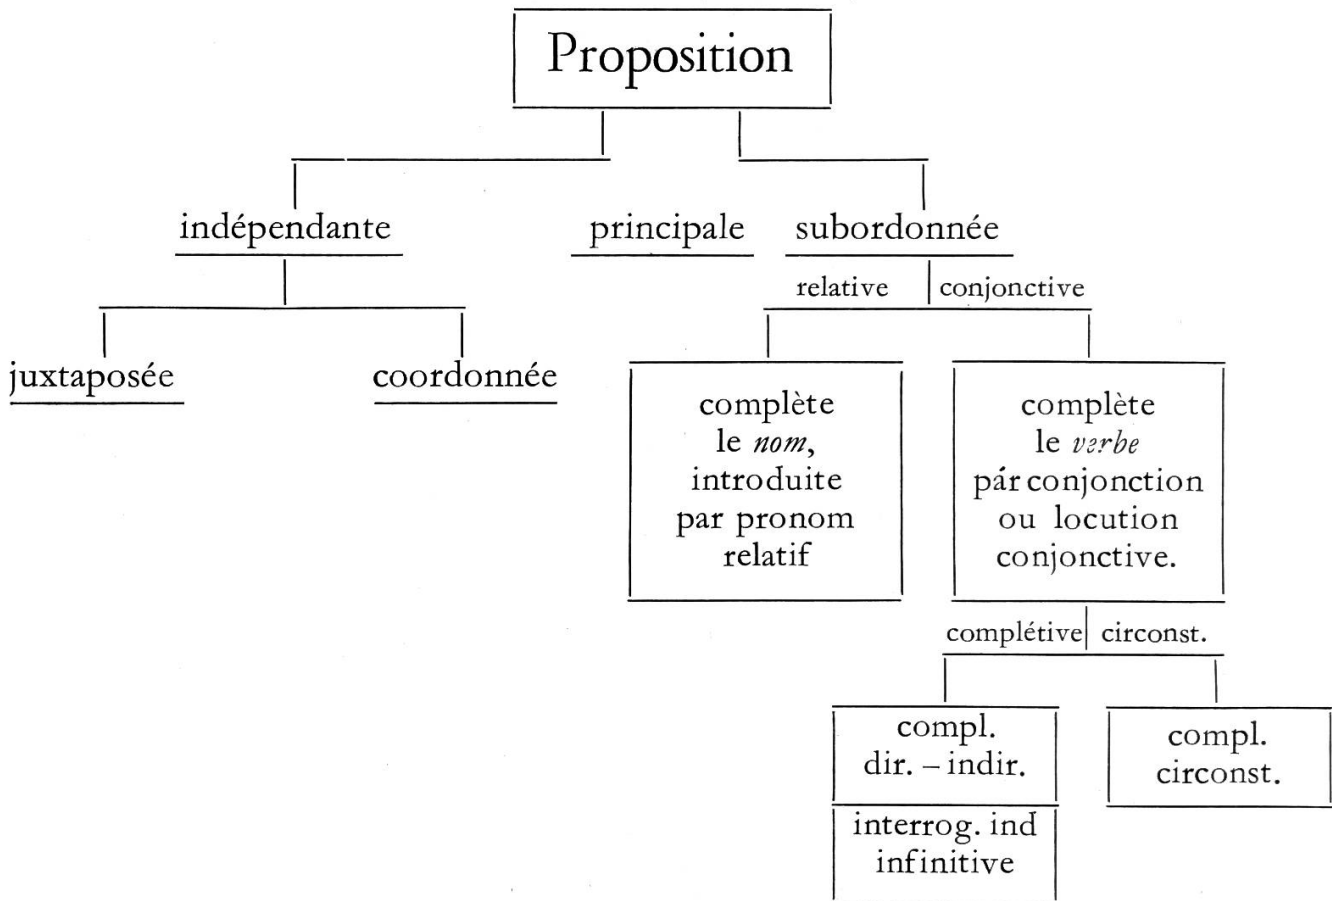 Proposition
indépendante
principale
subordonnée
relative
conjonctive
juxtaposée
coordonnée
complète
le nom,
introduite
par pronom
relatif
complète
le verbe
par conjonction
ou locution
conjonctive.
complétive
circonst.
compl.
dir. – indir.
interrog. ind
infinitive
compl.
circonst.